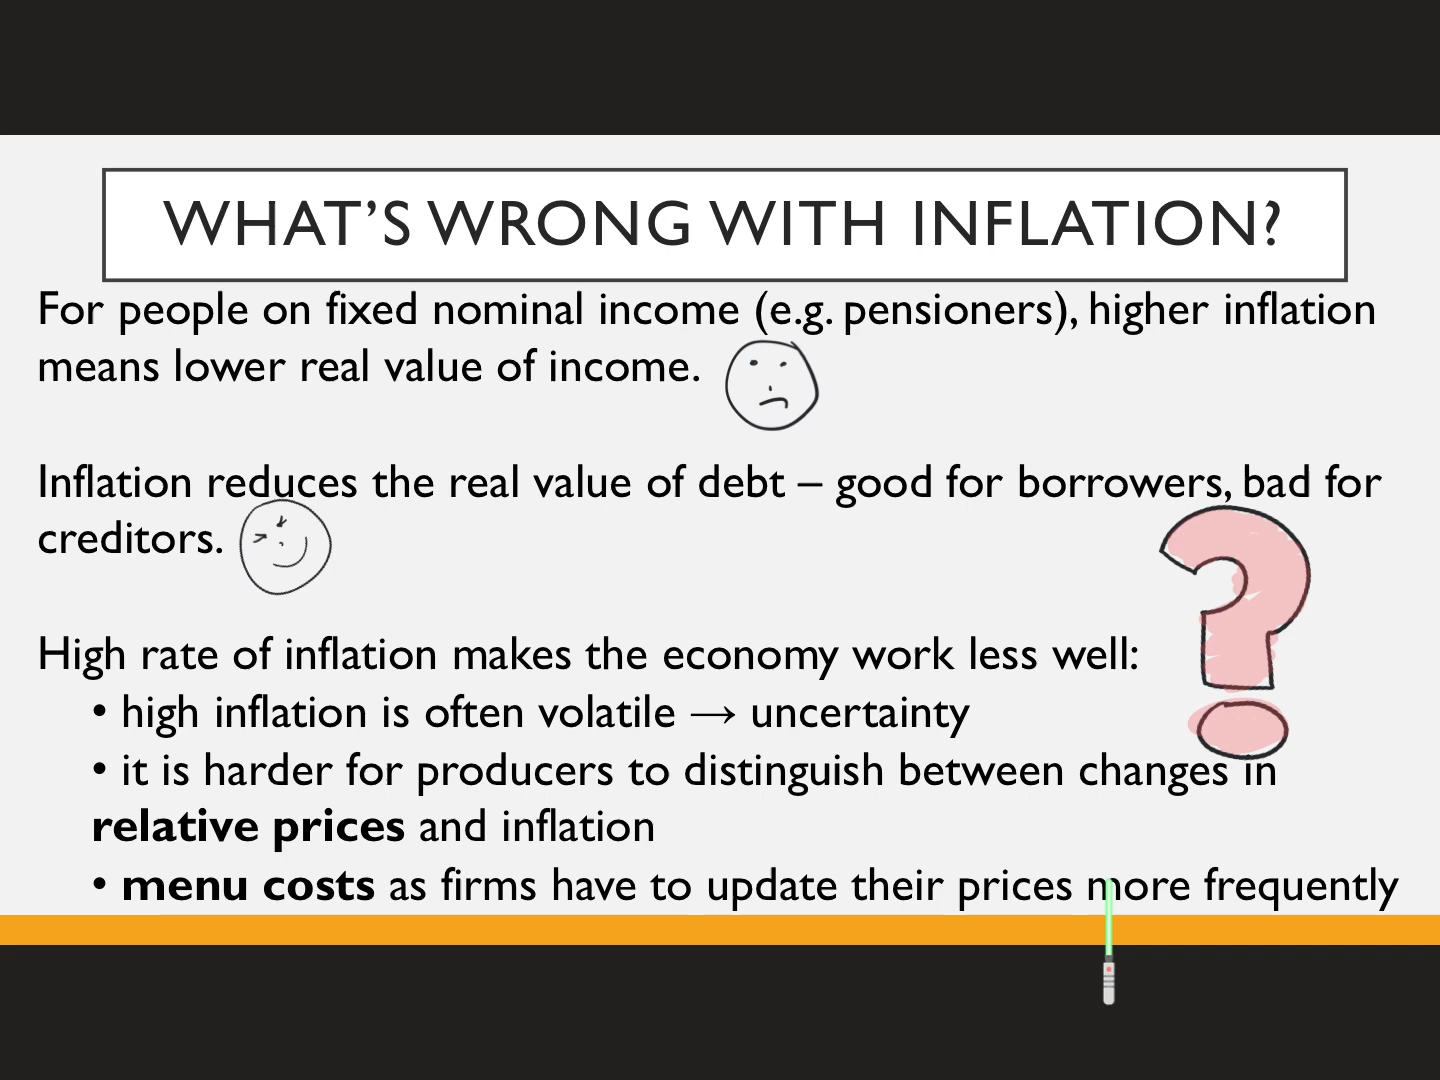 WHAT’S WRONG WITH INFLATION?
For people on fixed nominal income (e.g. pensioners), higher inflation
means lower real value of income.
Inflation reduces the real value of debt – good for borrowers, bad for
creditors.
High rate of inflation makes the economy work less well:
• high inflation is often volatile → uncertainty
• it is harder for producers to distinguish between changes in
relative prices and inflation
• menu costs as firms have to update their prices more frequently
?